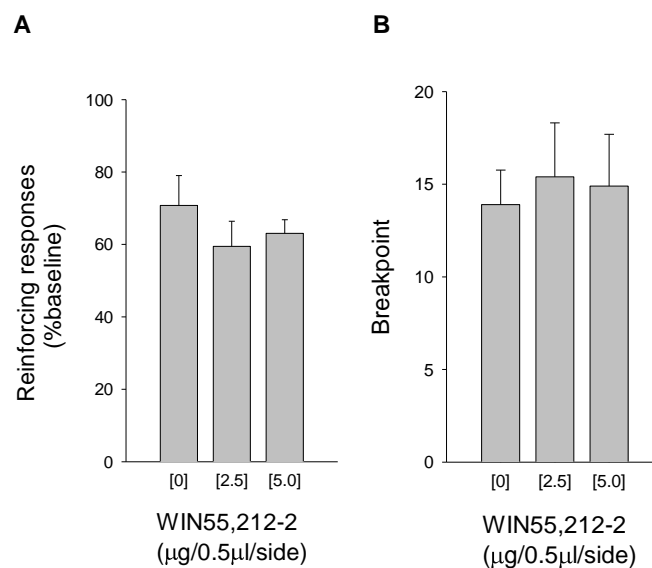 A
Reinforcing responses
(%baseline)
100
80
60
40
20
0
[0] [2.5] [5.0]
WIN55,212-2
(μg/0.5μl/side)
B
Breakpoint
20
15
10
5
0
[0] [2.5] [5.0]
WIN55,212-2
(μg/0.5μl/side)